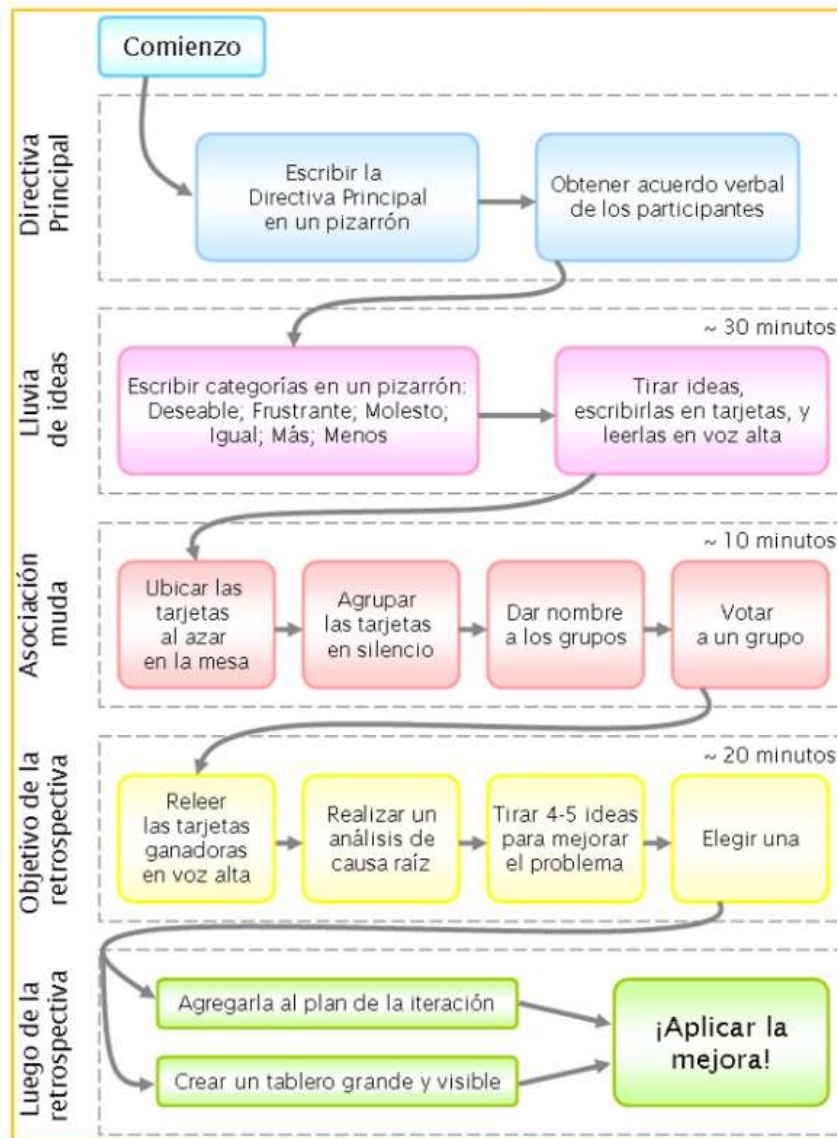 Comienzo
Directiva
Principal
Escribir la
Directiva Principal
en un pizarrón
Obtener acuerdo verbal
de los participantes
Lluvia
de ideas
~ 30 minutos
Escribir categorías en un pizarrón:
Deseable; Frustrante; Molesto;
Igual; Más; Menos
Tirar ideas,
escribirlas en tarjetas, y
leerlas en voz alta
Asociación
muda
~ 10 minutos
Ubicar las
tarjetas
al azar
en la mesa
Agrupar
las tarjetas
en silencio
Dar nombre
a los grupos
Votar
a un grupo
Objetivo de la
retrospectiva
~ 20 minutos
Releer
las tarjetas
ganadoras
en voz alta
Realizar un
análisis de
causa raíz
Tirar 4-5 ideas
para mejorar
el problema
Elegir una
Luego de la
retrospectiva
Agregarla al plan de la iteración
Crear un tablero grande y visible
¡Aplicar la
mejora!